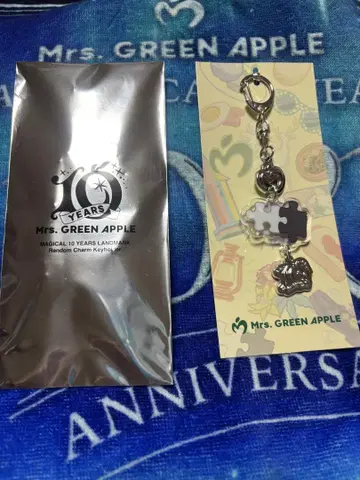 Mrs. GREEN APPLE
ANNIVERSARY
10
YEARS
Mrs. GREEN APPLE
MAGICAL 10 YEARS LANDMARK
Random Charm Keyholder
Mrs. GREEN APPLE
ANNIVERSA